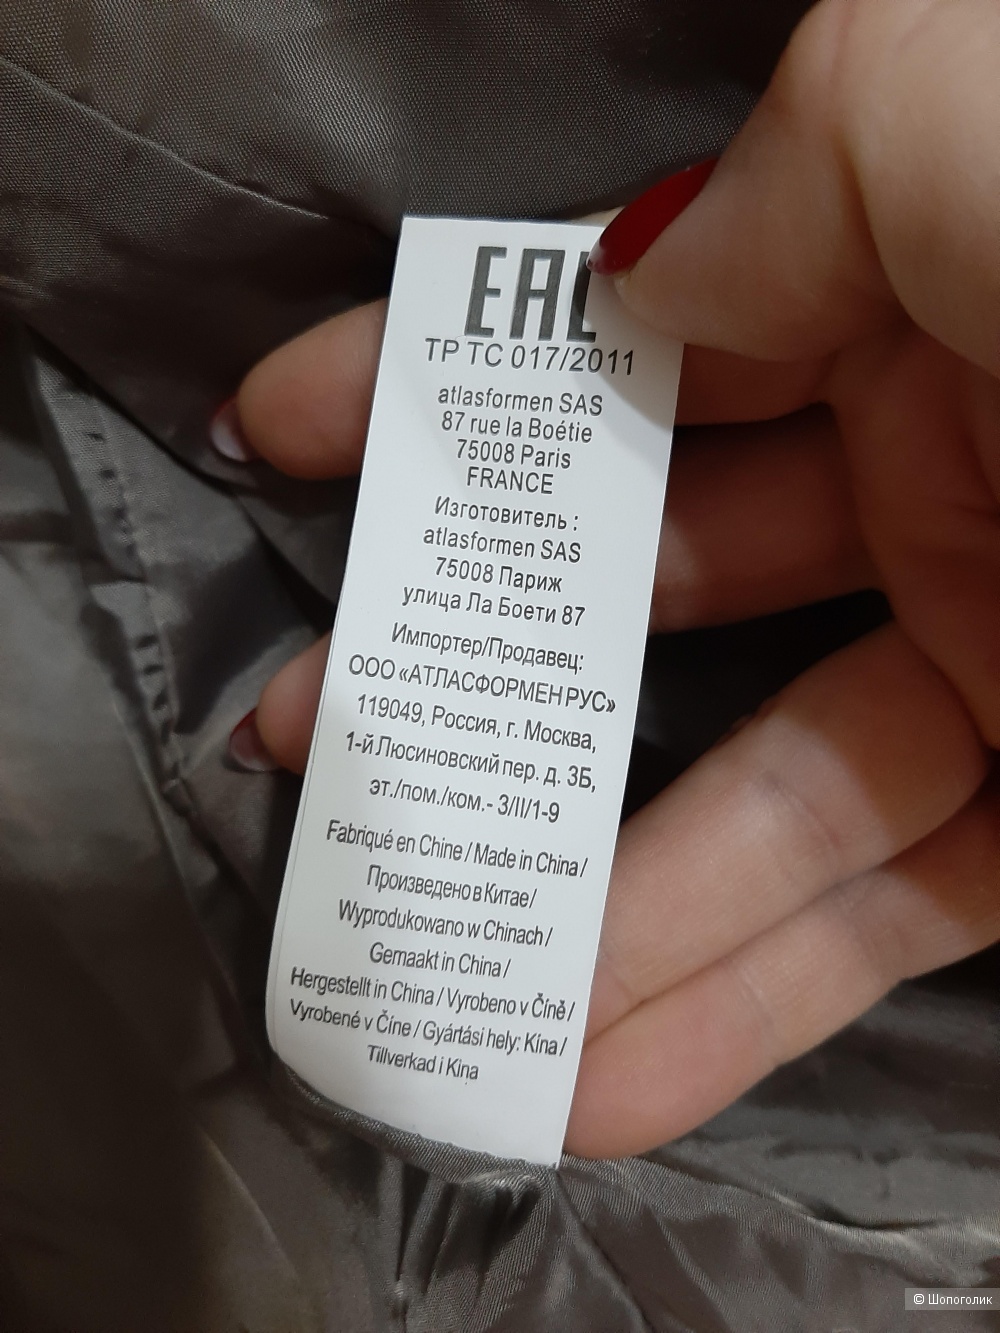 EAC
ТР ТС 017/2011
atlasformen SAS
87 rue la Boétie
75008 Paris
FRANCE
Изготовитель :
atlasformen SAS
75008 Париж
улица Ла Боети 87
Импортер/Продавец:
ООО «АТЛАСФОРМЕН РУС»
119049, Россия, г. Москва,
1-й Люсиновский пер. д. 3Б,
эт./пом./ком.- 3/II/1-9
Fabriqué en Chine / Made in China /
Произведено в Китае/
Wyprodukowano w Chinach /
Gemaakt in China /
Hergestellt in China / Vyrobeno v Číně /
Vyrobené v Číne / Gyártási hely: Kína /
Tillverkad i Kina
© Шопоголик